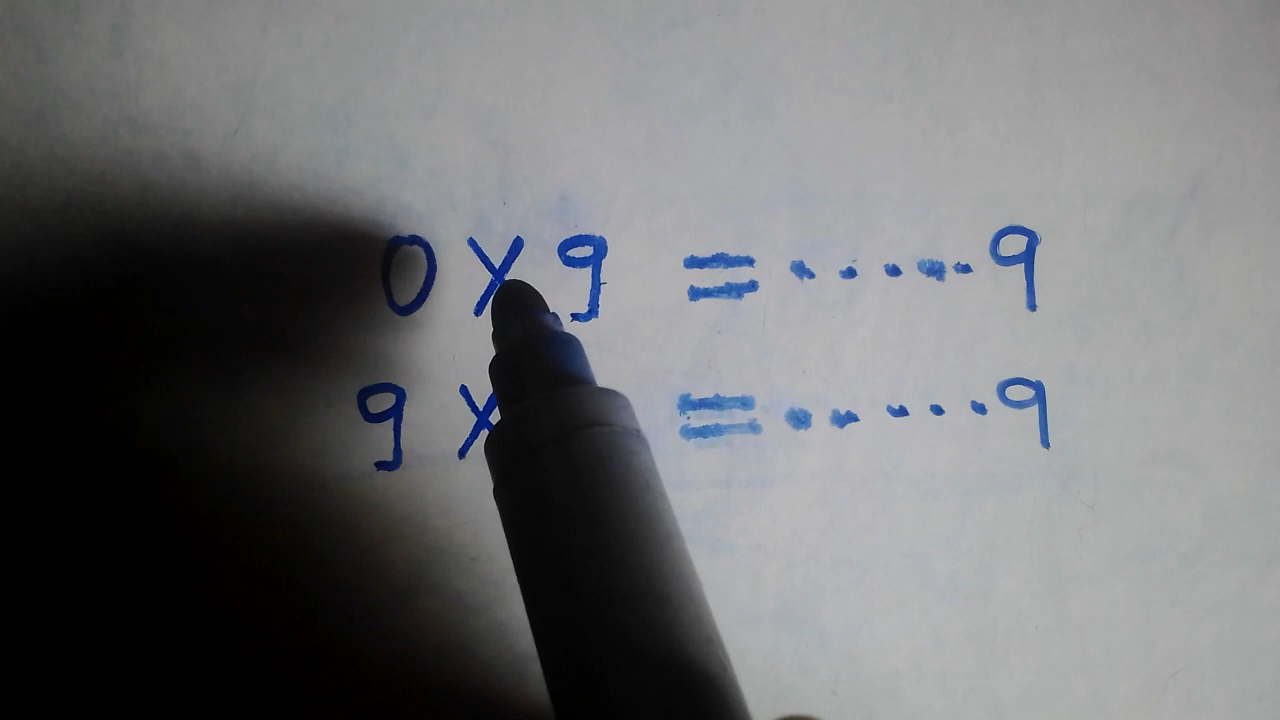 0 × 9 = ..... 9
9 × = ..... 9